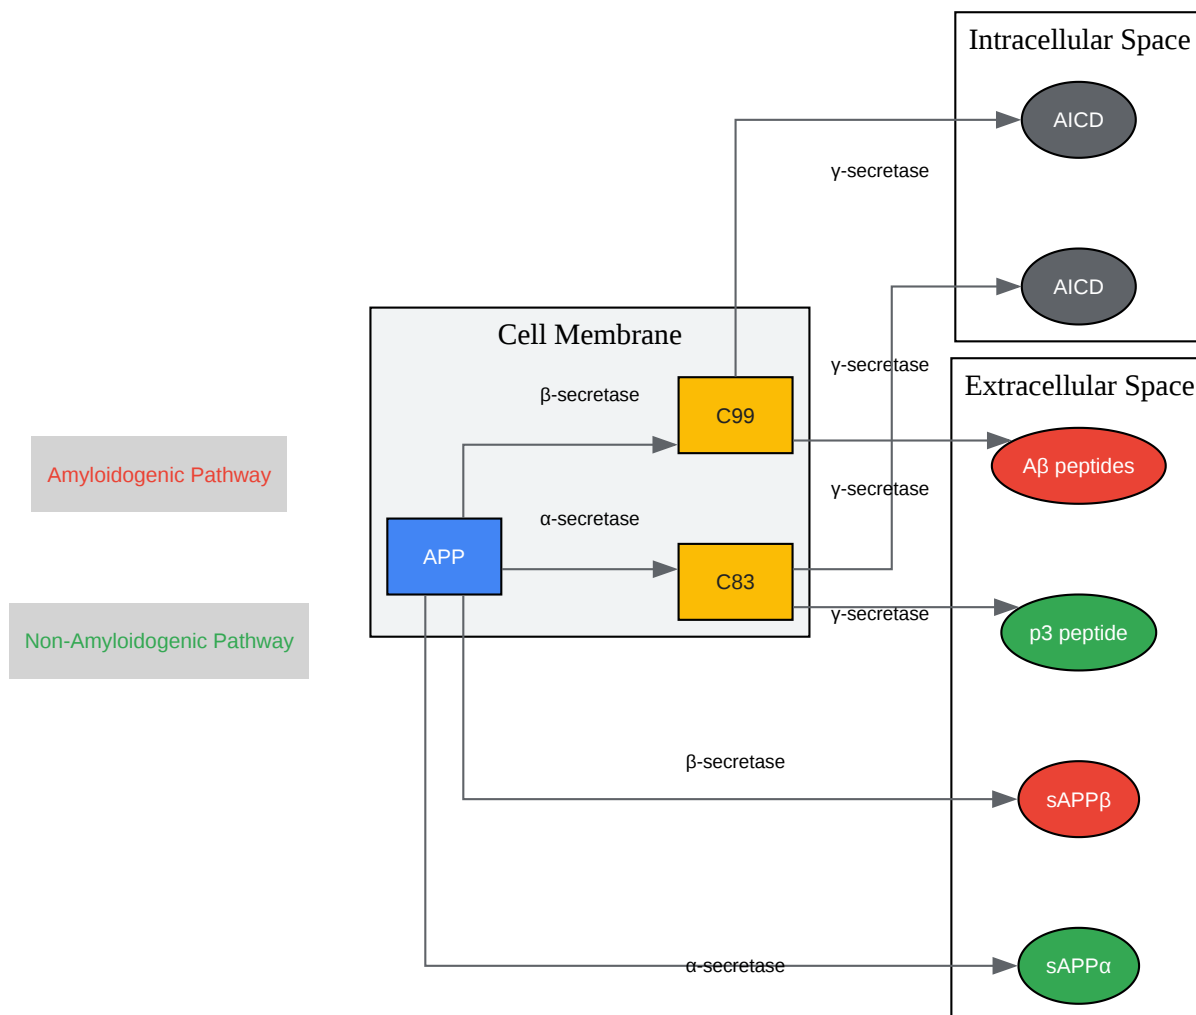 Intracellular Space
AICD
γ-secretase
AICD
Cell Membrane
γ-secretase
Extracellular Space
β-secretase
C99
Aβ peptides
Amyloidogenic Pathway
γ-secretase
α-secretase
APP
C83
γ-secretase
p3 peptide
Non-Amyloidogenic Pathway
β-secretase
sAPPβ
α-secretase
sAPPα